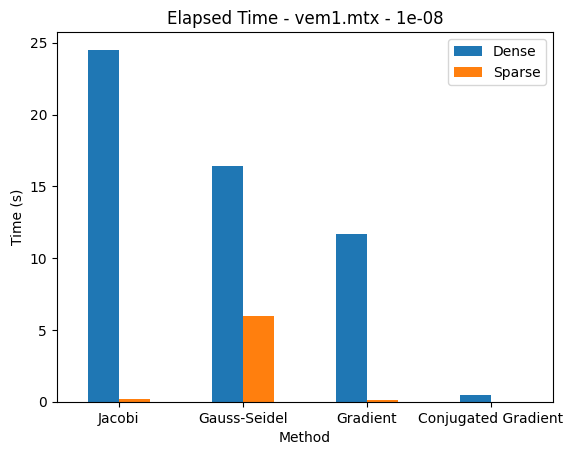 Elapsed Time - vem1.mtx - 1e-08
Dense
Sparse
Time (s)
25
20
15
10
5
0
Jacobi
Gauss-Seidel
Gradient
Conjugated Gradient
Method